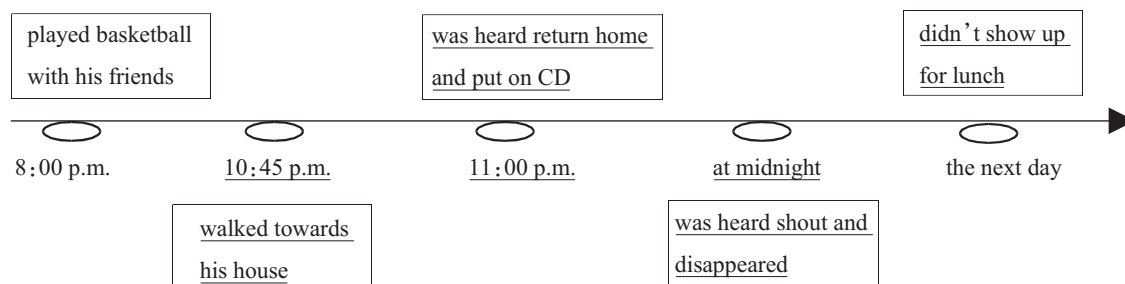 played basketball
with his friends
was heard return home
and put on CD
didn’t show up
for lunch
8:00 p.m.
10:45 p.m.
11:00 p.m.
at midnight
the next day
walked towards
his house
was heard shout and
disappeared